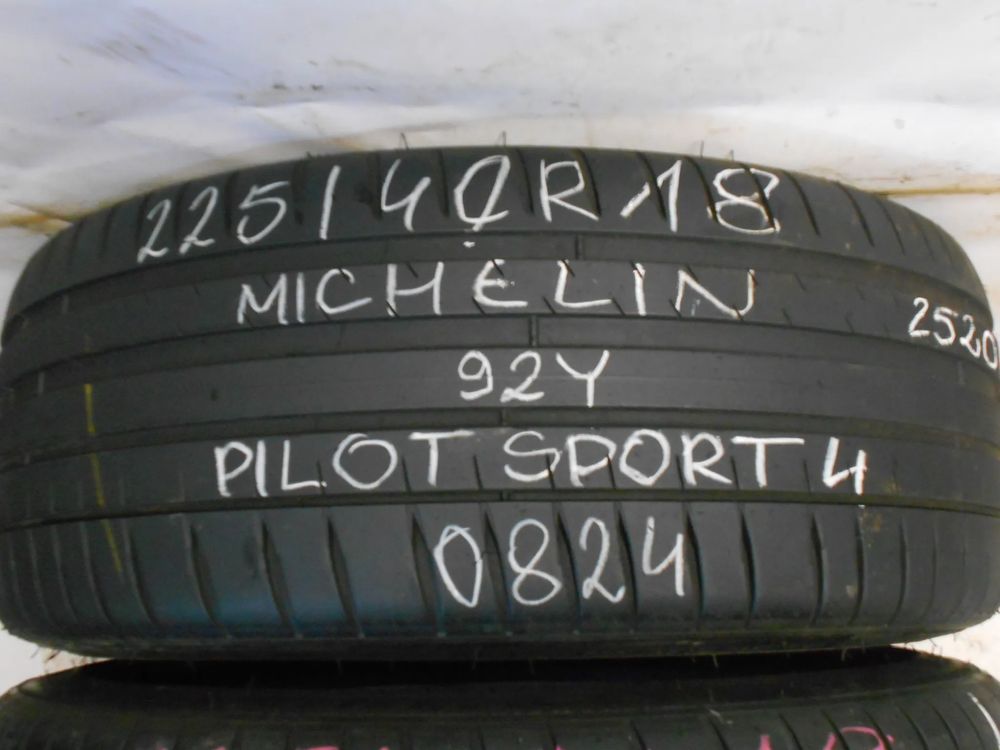 225/40R18
MICHELIN
2520
92Y
PILOT SPORT 4
0824